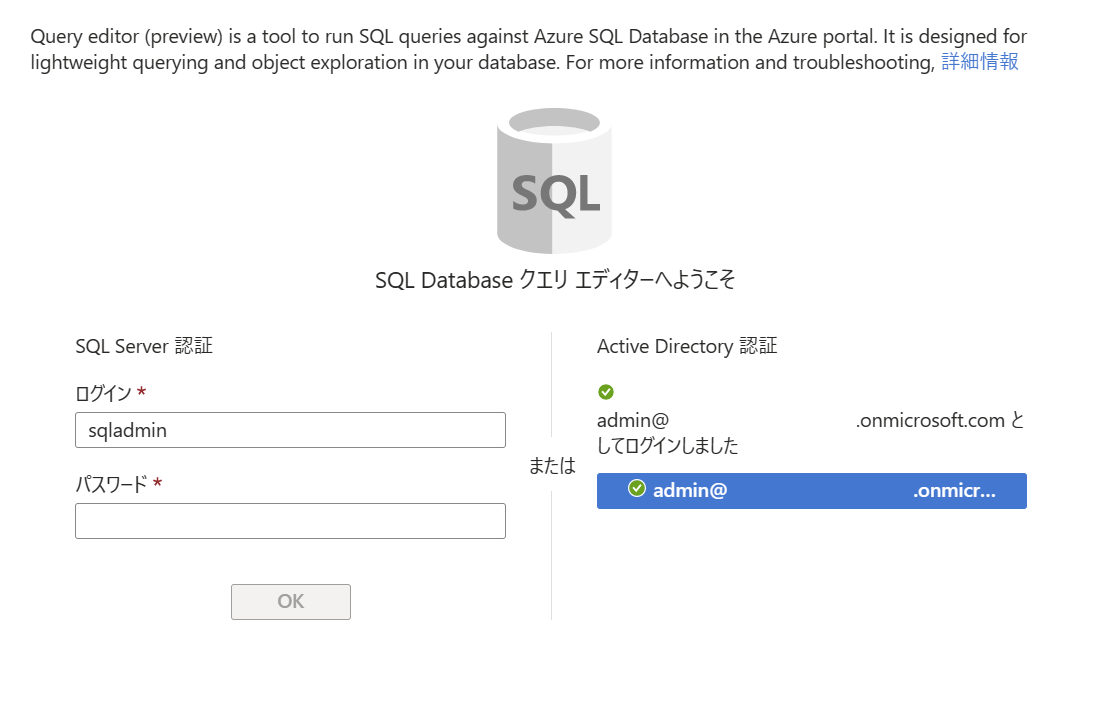 Query editor (preview) is a tool to run SQL queries against Azure SQL Database in the Azure portal. It is designed for
lightweight querying and object exploration in your database. For more information and troubleshooting, 詳細情報
SQL
SQL Database クエリ エディターへようこそ
SQL Server 認証
ログイン *
sqladmin
パスワード *
OK
または
Active Directory 認証
admin@ .onmicrosoft.com と
してログインしました
admin@ .onmicr...